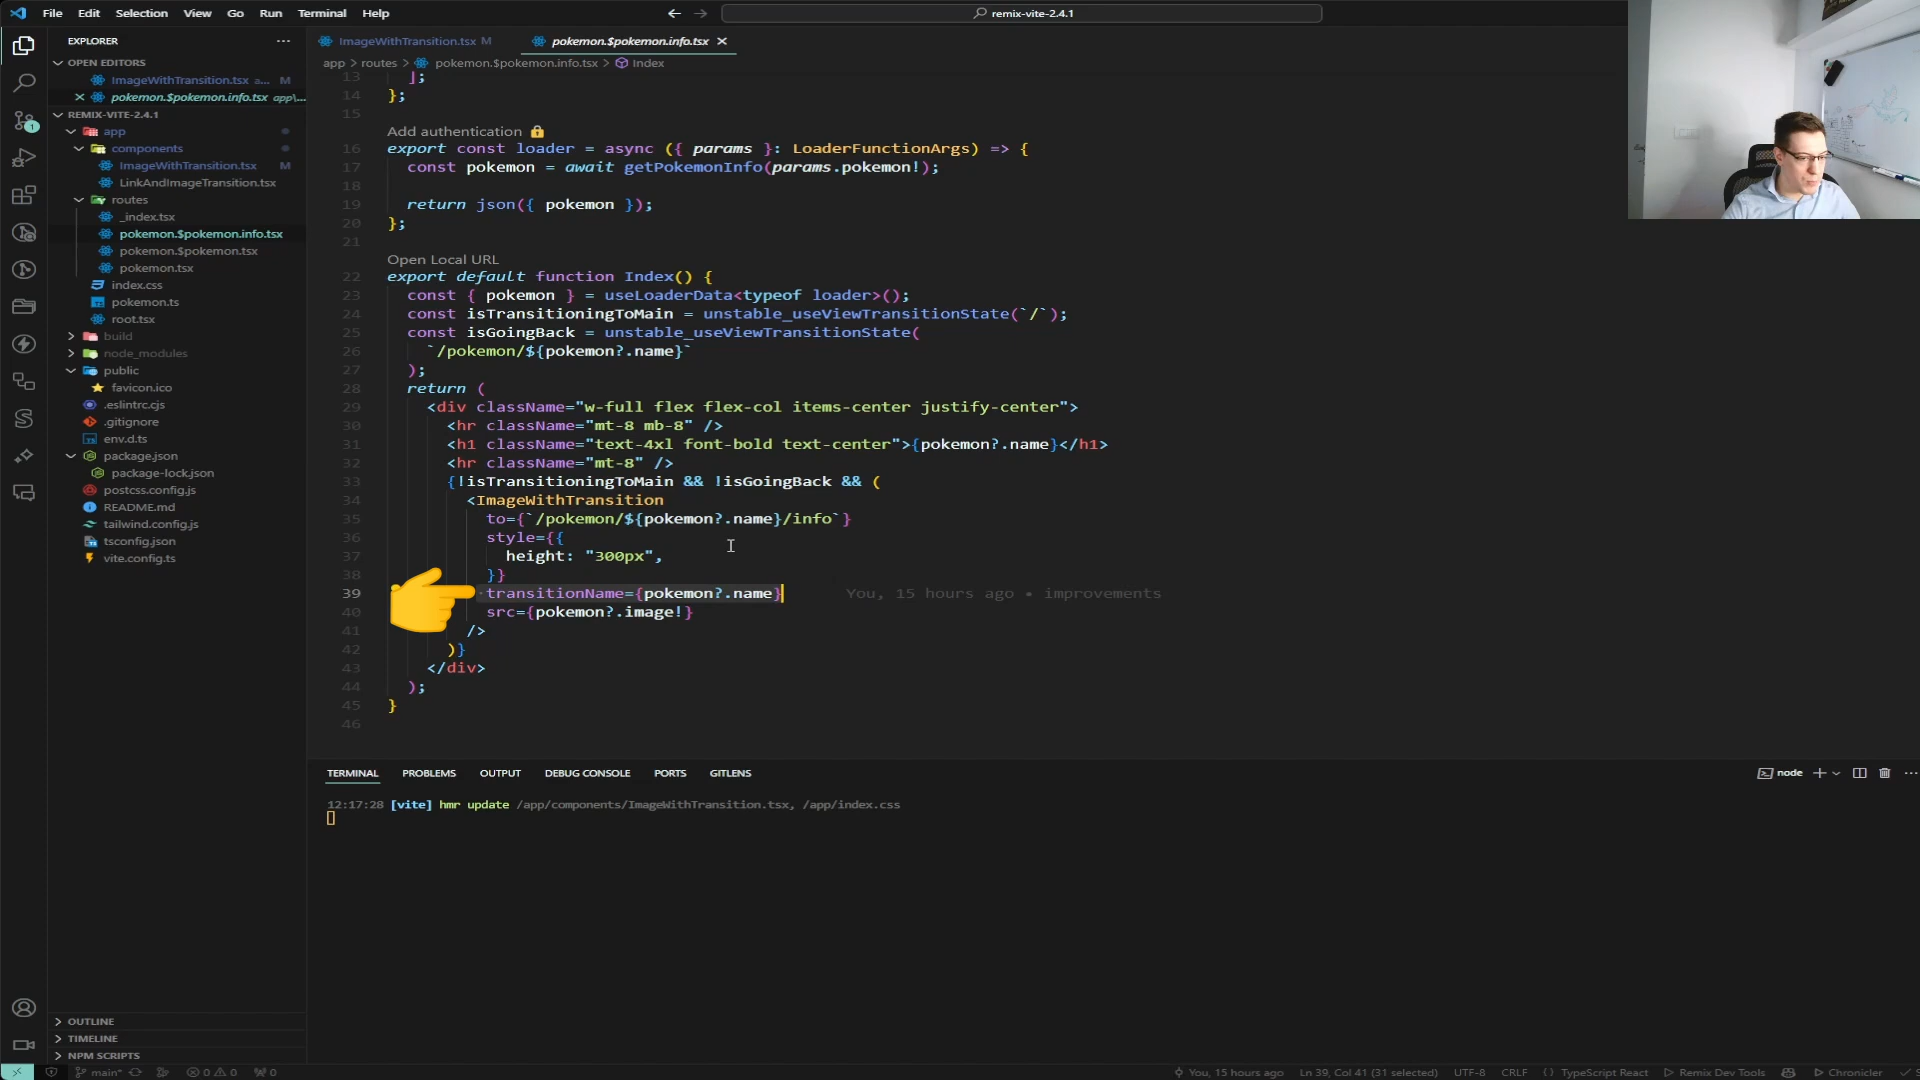 File Edit Selection View Go Run Terminal Help
remix-vite-2.4.1
EXPLORER
OPEN EDITORS
ImageWithTransition.tsx a... M
pokemon.$pokemon.info.tsx app\...
REMIX-VITE-2.4.1
app
components
ImageWithTransition.tsx M
LinkAndImageTransition.tsx
routes
_index.tsx
pokemon.$pokemon.info.tsx
pokemon.$pokemon.tsx
pokemon.tsx
index.css
pokemon.ts
root.tsx
build
node_modules
public
favicon.ico
.eslintrc.cjs
.gitignore
env.d.ts
package.json
package-lock.json
postcss.config.js
README.md
tailwind.config.js
tsconfig.json
vite.config.ts
OUTLINE
TIMELINE
NPM SCRIPTS
ImageWithTransition.tsx M pokemon.$pokemon.info.tsx
app > routes > pokemon.$pokemon.info.tsx > Index
13 ];
14 };
15
Add authentication
16 export const loader = async ({ params }: LoaderFunctionArgs) => {
17 const pokemon = await getPokemonInfo(params.pokemon!);
18
19 return json({ pokemon });
20 };
21
Open Local URL
22 export default function Index() {
23 const { pokemon } = useLoaderData<typeof loader>();
24 const isTransitioningToMain = unstable_useViewTransitionState(`/`);
25 const isGoingBack = unstable_useViewTransitionState(
26 `/pokemon/${pokemon?.name}`
27 );
28 return (
29 <div className="w-full flex flex-col items-center justify-center">
30 <hr className="mt-8 mb-8" />
31 <h1 className="text-4xl font-bold text-center">{pokemon?.name}</h1>
32 <hr className="mt-8" />
33 {!isTransitioningToMain && !isGoingBack && (
34 <ImageWithTransition
35 to={`/pokemon/${pokemon?.name}/info`}
36 style={{
37 height: "300px",
38 }}
39 transitionName={pokemon?.name} You, 15 hours ago • improvements
40 src={pokemon?.image!}
41 />
42 )}
43 </div>
44 );
45 }
46
TERMINAL PROBLEMS OUTPUT DEBUG CONSOLE PORTS GITLENS
node
12:17:28 [vite] hmr update /app/components/ImageWithTransition.tsx, /app/index.css
main* 0 0 0 You, 15 hours ago Ln 39, Col 41 (31 selected) UTF-8 CRLF TypeScript React Remix Dev Tools Chronicler